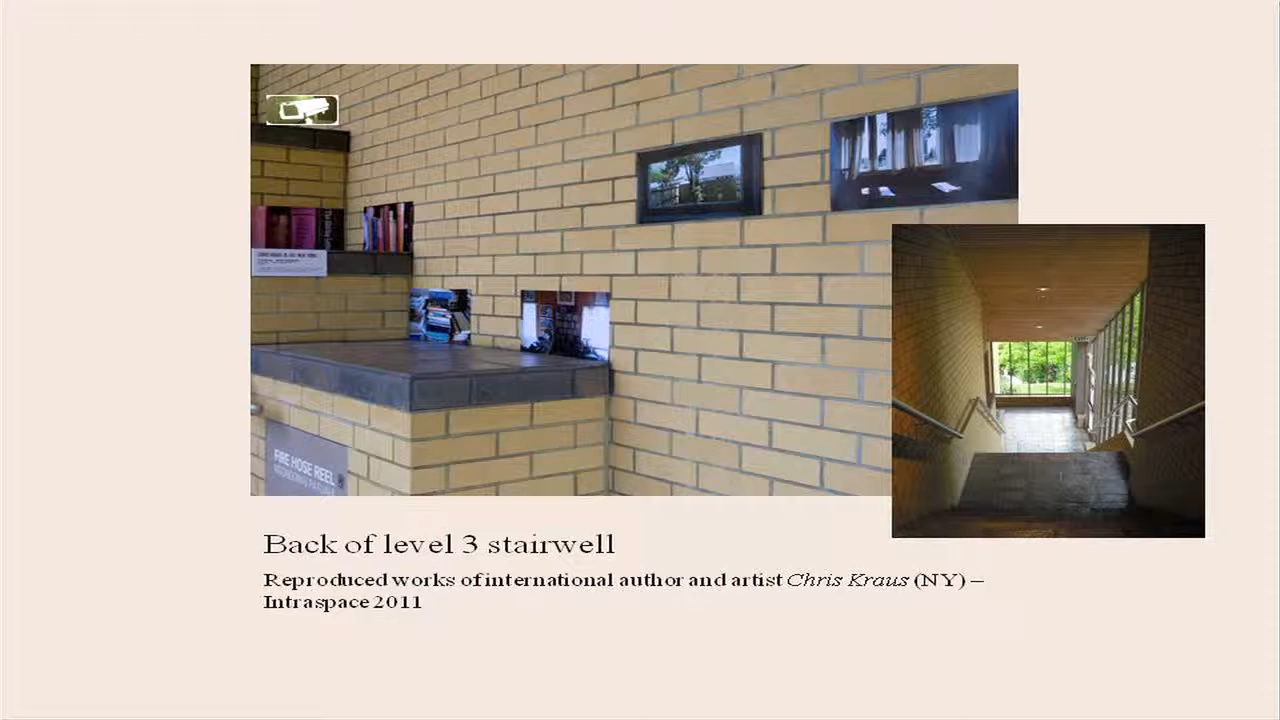 FIRE HOSE REEL
Back of level 3 stairwell
Reproduced works of international author and artist Chris Kraus (NY) –
Intraspace 2011